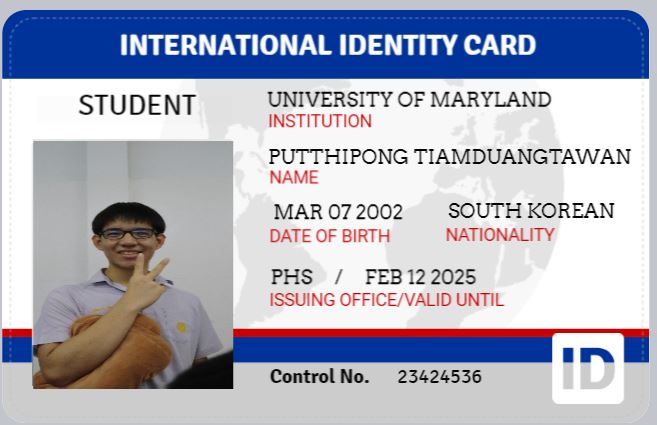 INTERNATIONAL IDENTITY CARD
STUDENT
UNIVERSITY OF MARYLAND
INSTITUTION
PUTTHIPONG TIAMDUANGTAWAN
NAME
MAR 07 2002
DATE OF BIRTH
SOUTH KOREAN
NATIONALITY
PHS / FEB 12 2025
ISSUING OFFICE/VALID UNTIL
Control No. 23424536
ID